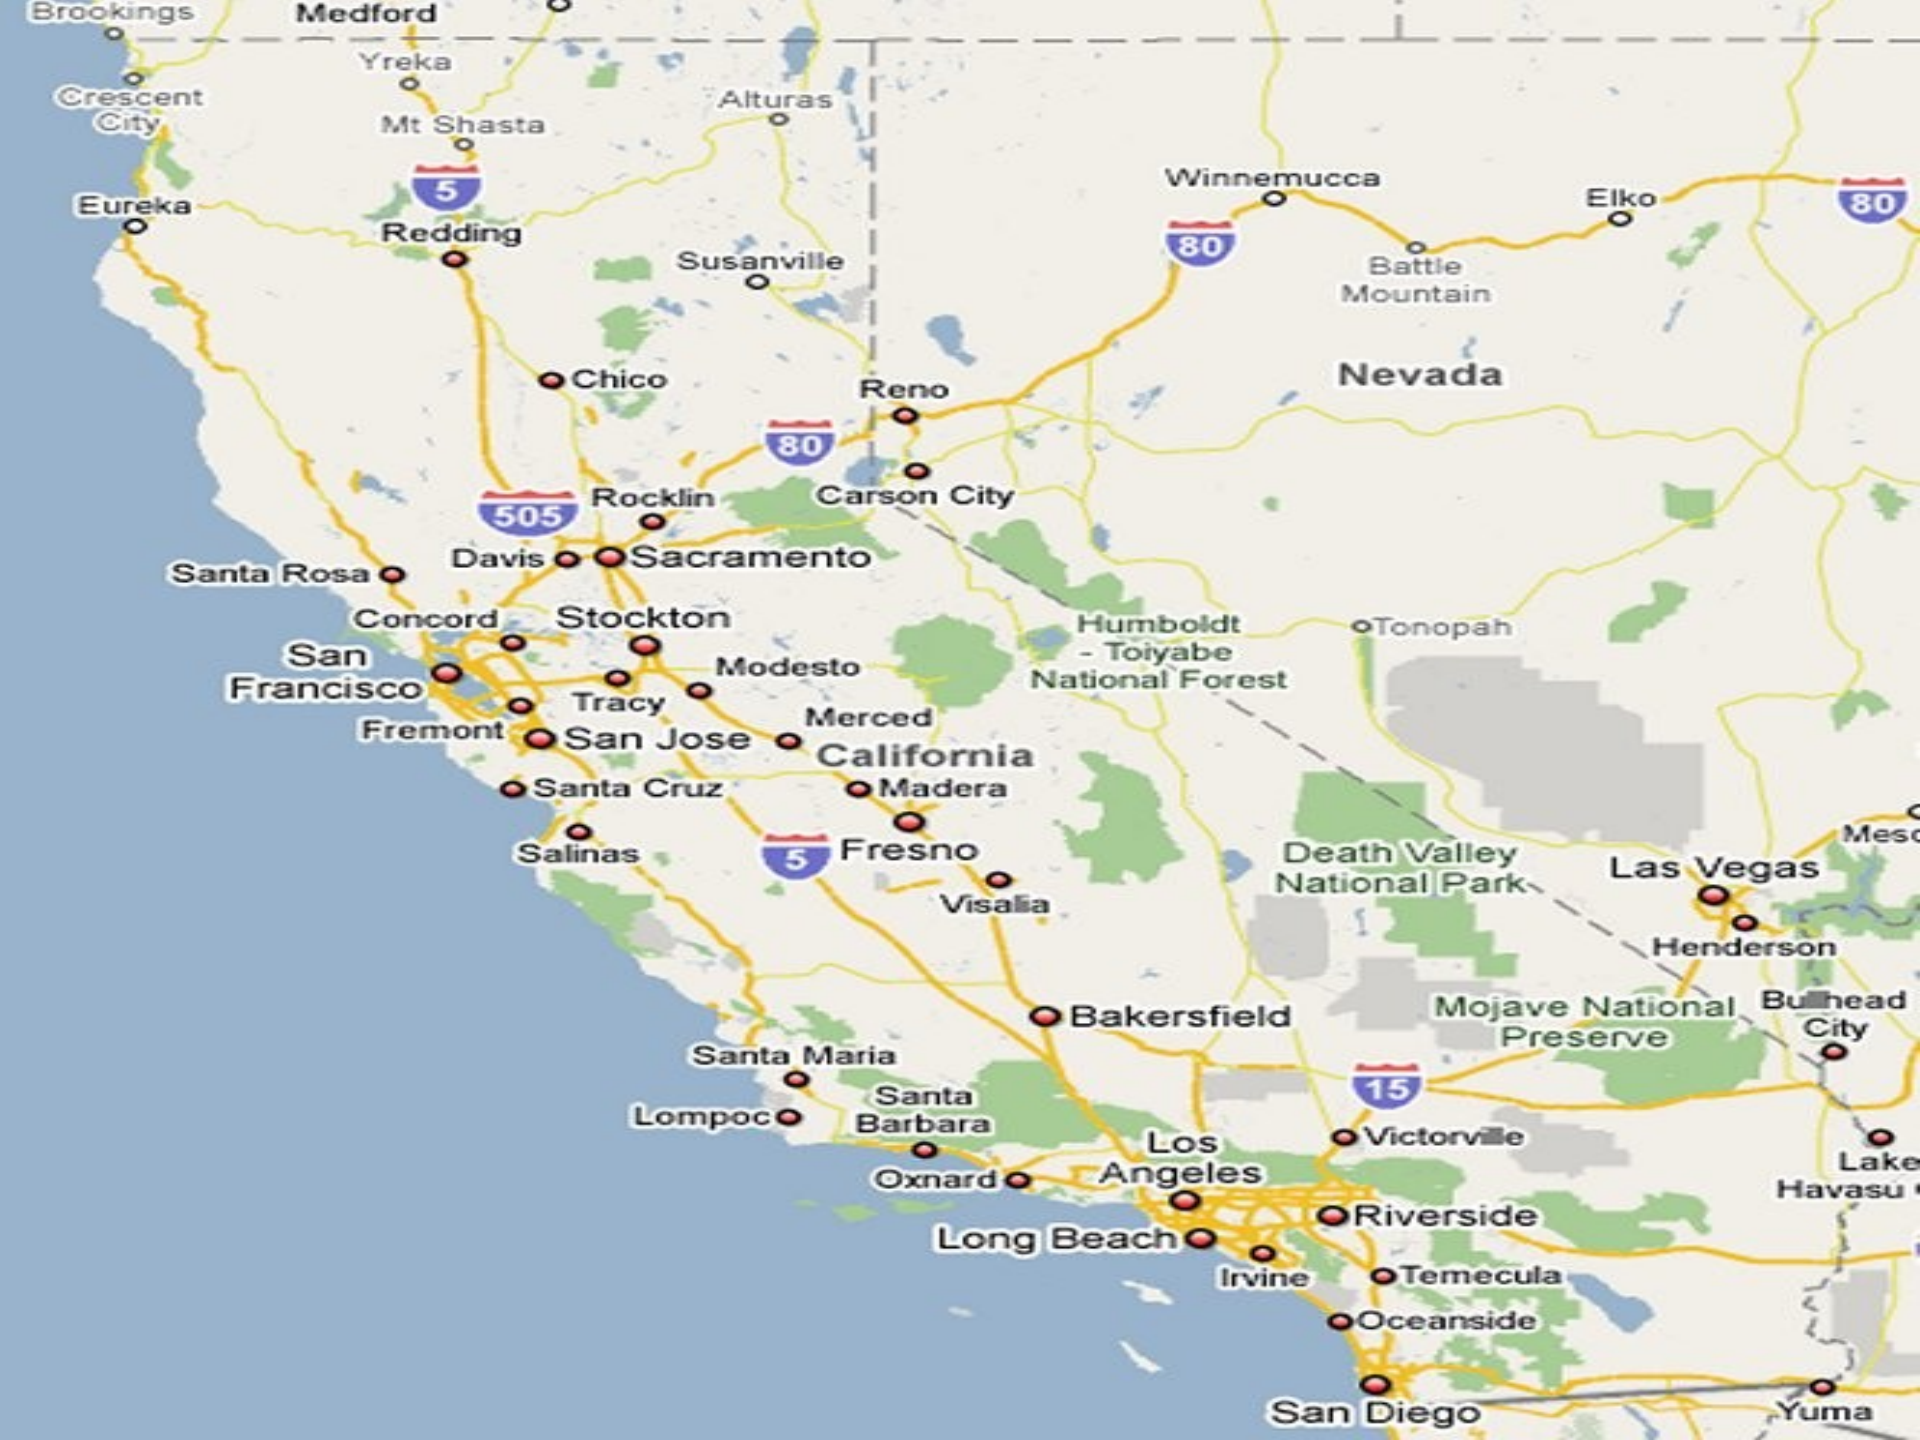 Brookings
Medford
Yreka
Crescent
City
Mt Shasta
Alturas
5
Eureka
Redding
Susanville
Winnemucca
Elko
80
80
Battle
Mountain
Chico
Reno
Nevada
80
505
Rocklin
Carson City
Davis
Sacramento
Santa Rosa
Concord
Stockton
San
Francisco
Tracy
Modesto
Fremont
San Jose
Merced
California
Humboldt
- Toiyabe
National Forest
Tonopah
Santa Cruz
Madera
Salinas
5
Fresno
Visalia
Death Valley
National Park
Las Vegas
Mesq
Henderson
Bakersfield
Mojave National
Preserve
Bullhead
City
Santa Maria
15
Lompoc
Santa
Barbara
Victorville
Los
Angeles
Oxnard
Lake
Havasu
Long Beach
Riverside
Irvine
Temecula
Oceanside
San Diego
Yuma